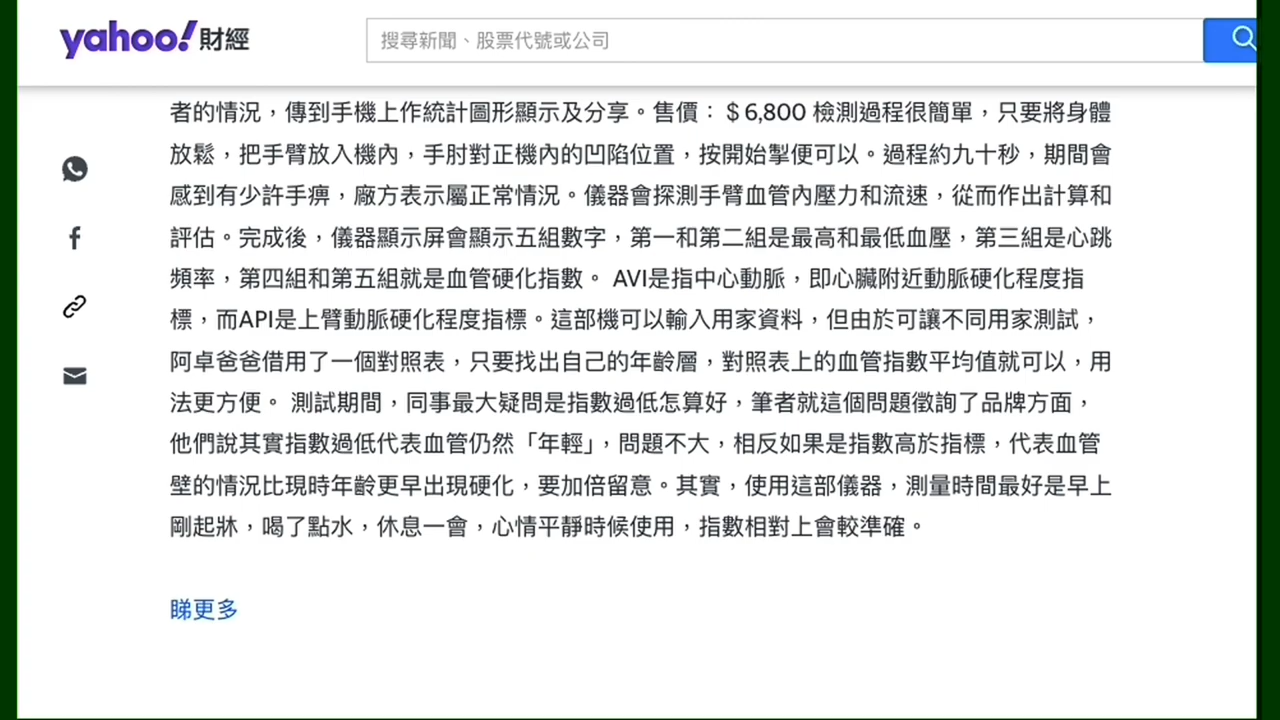 yahoo!財經
搜尋新聞、股票代號或公司
者的情況，傳到手機上作統計圖形顯示及分享。售價：＄6,800 檢測過程很簡單，只要將身體
放鬆，把手臂放入機內，手肘對正機內的凹陷位置，按開始掣便可以。過程約九十秒，期間會
感到有少許手痹，廠方表示屬正常情況。儀器會探測手臂血管內壓力和流速，從而作出計算和
評估。完成後，儀器顯示屏會顯示五組數字，第一和第二組是最高和最低血壓，第三組是心跳
頻率，第四組和第五組就是血管硬化指數。 AVI是指中心動脈，即心臟附近動脈硬化程度指
標，而API是上臂動脈硬化程度指標。這部機可以輸入用家資料，但由於可讓不同用家測試，
阿卓爸爸借用了一個對照表，只要找出自己的年齡層，對照表上的血管指數平均值就可以，用
法更方便。 測試期間，同事最大疑問是指數過低怎算好，筆者就這個問題徵詢了品牌方面，
他們說其實指數過低代表血管仍然「年輕」，問題不大，相反如果是指數高於指標，代表血管
壁的情況比現時年齡更早出現硬化，要加倍留意。其實，使用這部儀器，測量時間最好是早上
剛起牀，喝了點水，休息一會，心情平靜時候使用，指數相對上會較準確。
睇更多